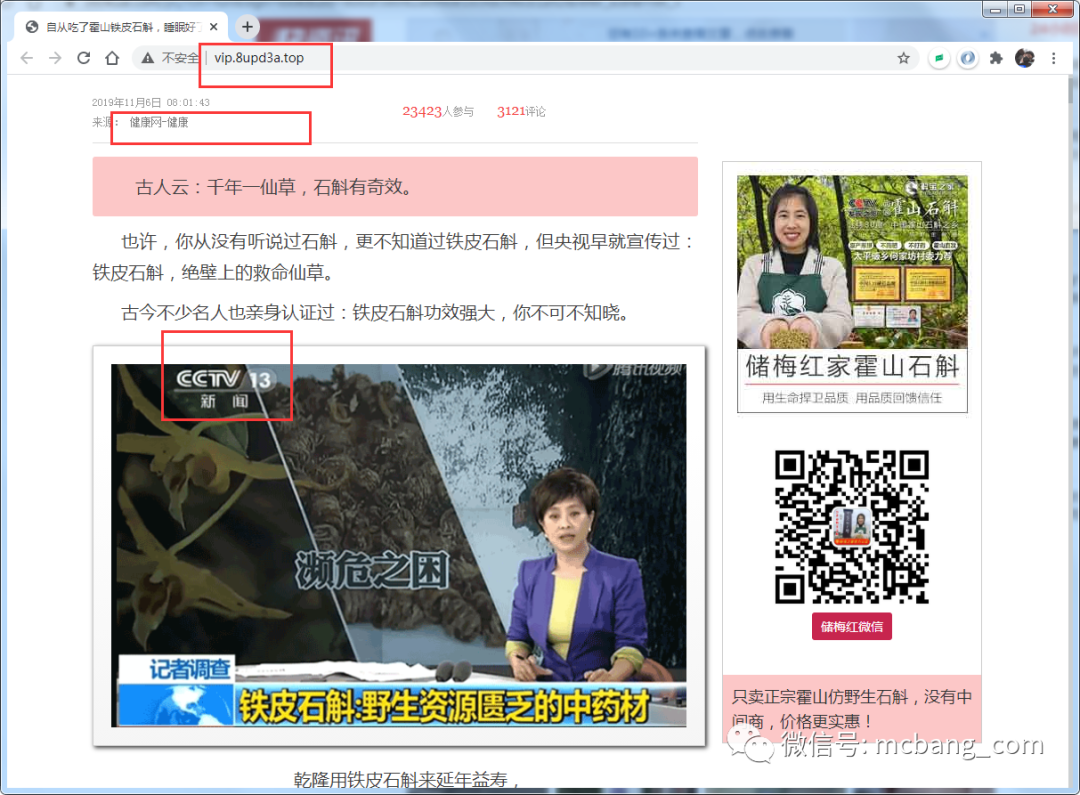 自从吃了霍山铁皮石斛，睡眠好了
不安全 | vip.8upd3a.top
2019年11月6日 08:01:43
来源： 健康网-健康
23423人参与 3121评论
古人云：千年一仙草，石斛有奇效。
也许，你从没有听说过石斛，更不知道过铁皮石斛，但央视早就宣传过：
铁皮石斛，绝壁上的救命仙草。
古今不少名人也亲身认证过：铁皮石斛功效强大，你不可不知晓。
CCTV 13
新 闻
腾讯视频
濒危之困
记者调查
铁皮石斛:野生资源匮乏的中药材
乾隆用铁皮石斛来延年益寿，
CCTV
霍山石斛
太平畈乡何家坊村委力荐
储梅红家霍山石斛
用生命捍卫品质 用品质回馈信任
储梅红微信
只卖正宗霍山仿野生石斛，没有中
间商，价格更实惠！
微信号: mcbang_com